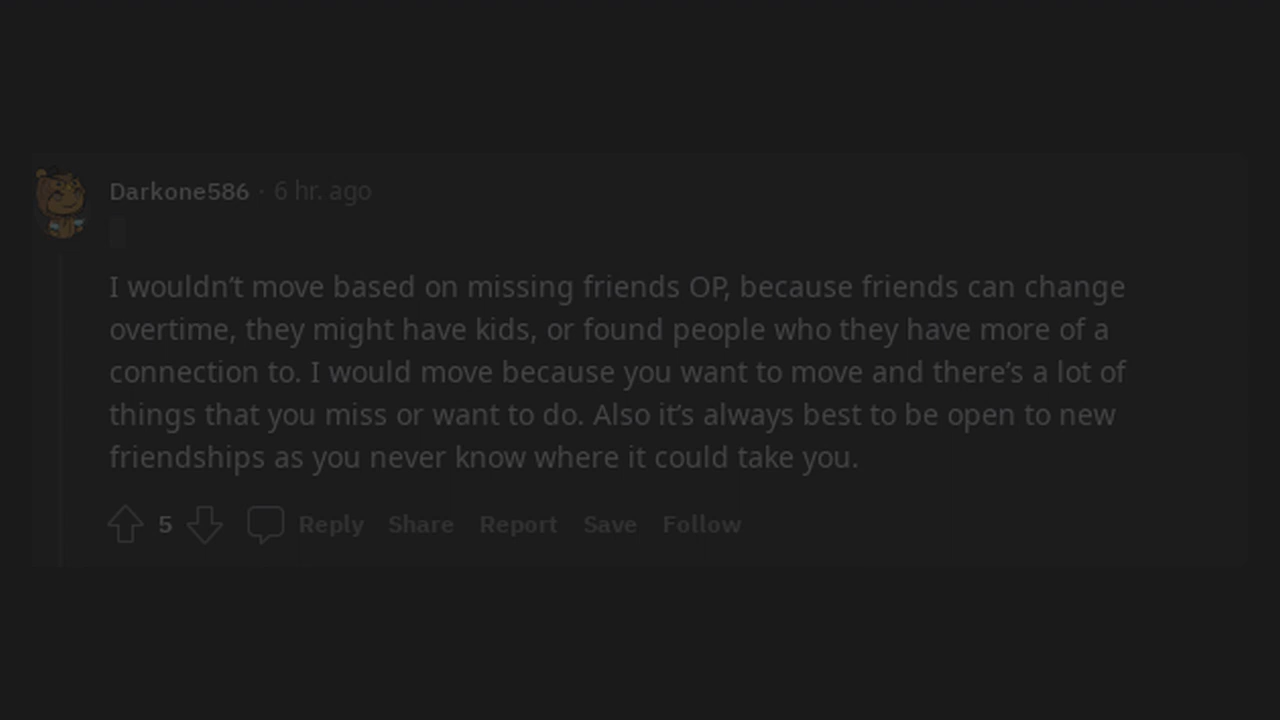 Darkone586 · 6 hr. ago
I wouldn’t move based on missing friends OP, because friends can change
overtime, they might have kids, or found people who they have more of a
connection to. I would move because you want to move and there’s a lot of
things that you miss or want to do. Also it’s always best to be open to new
friendships as you never know where it could take you.
5 Reply Share Report Save Follow